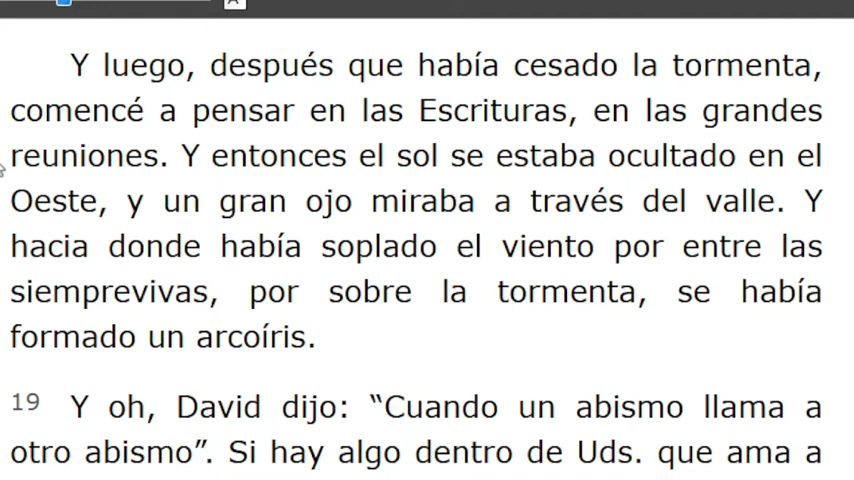 A
Y luego, después que había cesado la tormenta,
comencé a pensar en las Escrituras, en las grandes
reuniones. Y entonces el sol se estaba ocultado en el
Oeste, y un gran ojo miraba a través del valle. Y
hacia donde había soplado el viento por entre las
siemprevivas, por sobre la tormenta, se había
formado un arcoíris.
19 Y oh, David dijo: “Cuando un abismo llama a
otro abismo”. Si hay algo dentro de Uds. que ama a